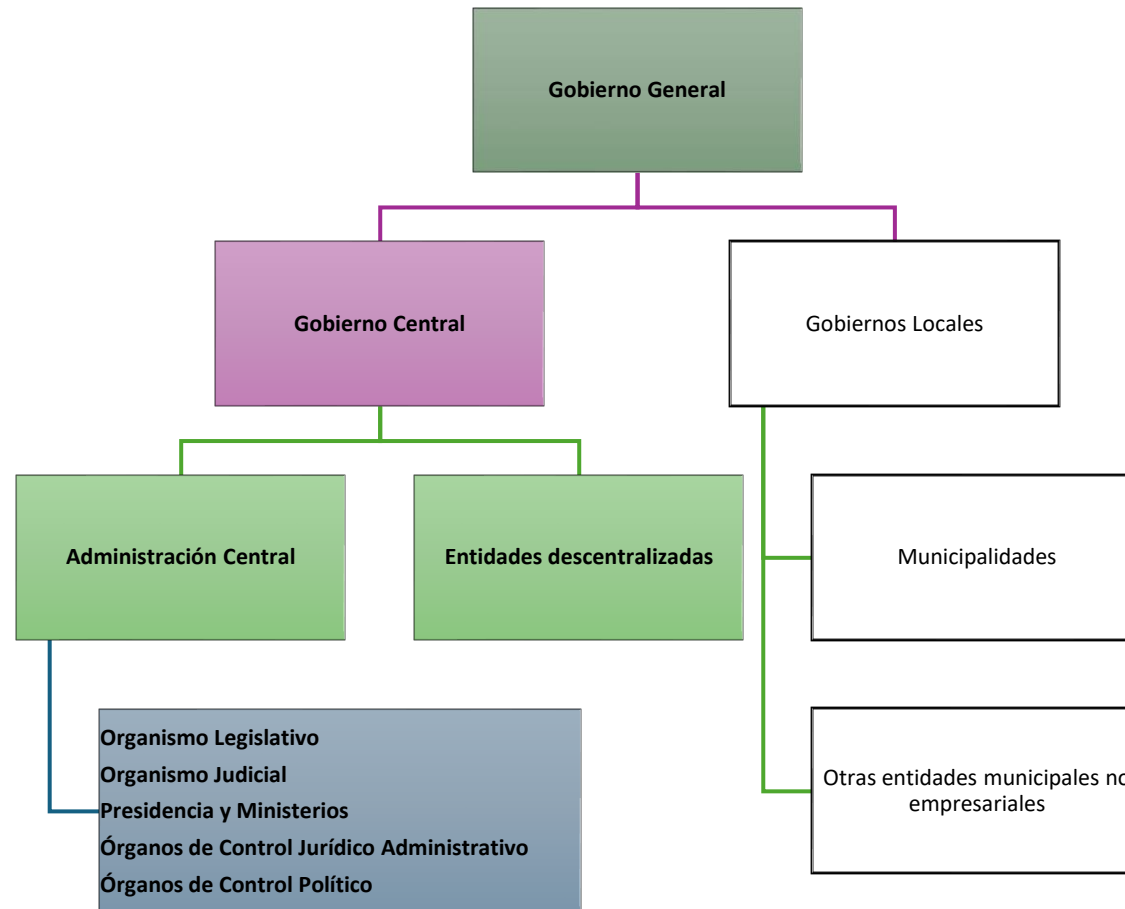 Gobierno General
Gobierno Central
Gobiernos Locales
Administración Central
Entidades descentralizadas
Municipalidades
Organismo Legislativo
Organismo Judicial
Presidencia y Ministerios
Órganos de Control Jurídico Administrativo
Órganos de Control Político
Otras entidades municipales no
empresariales